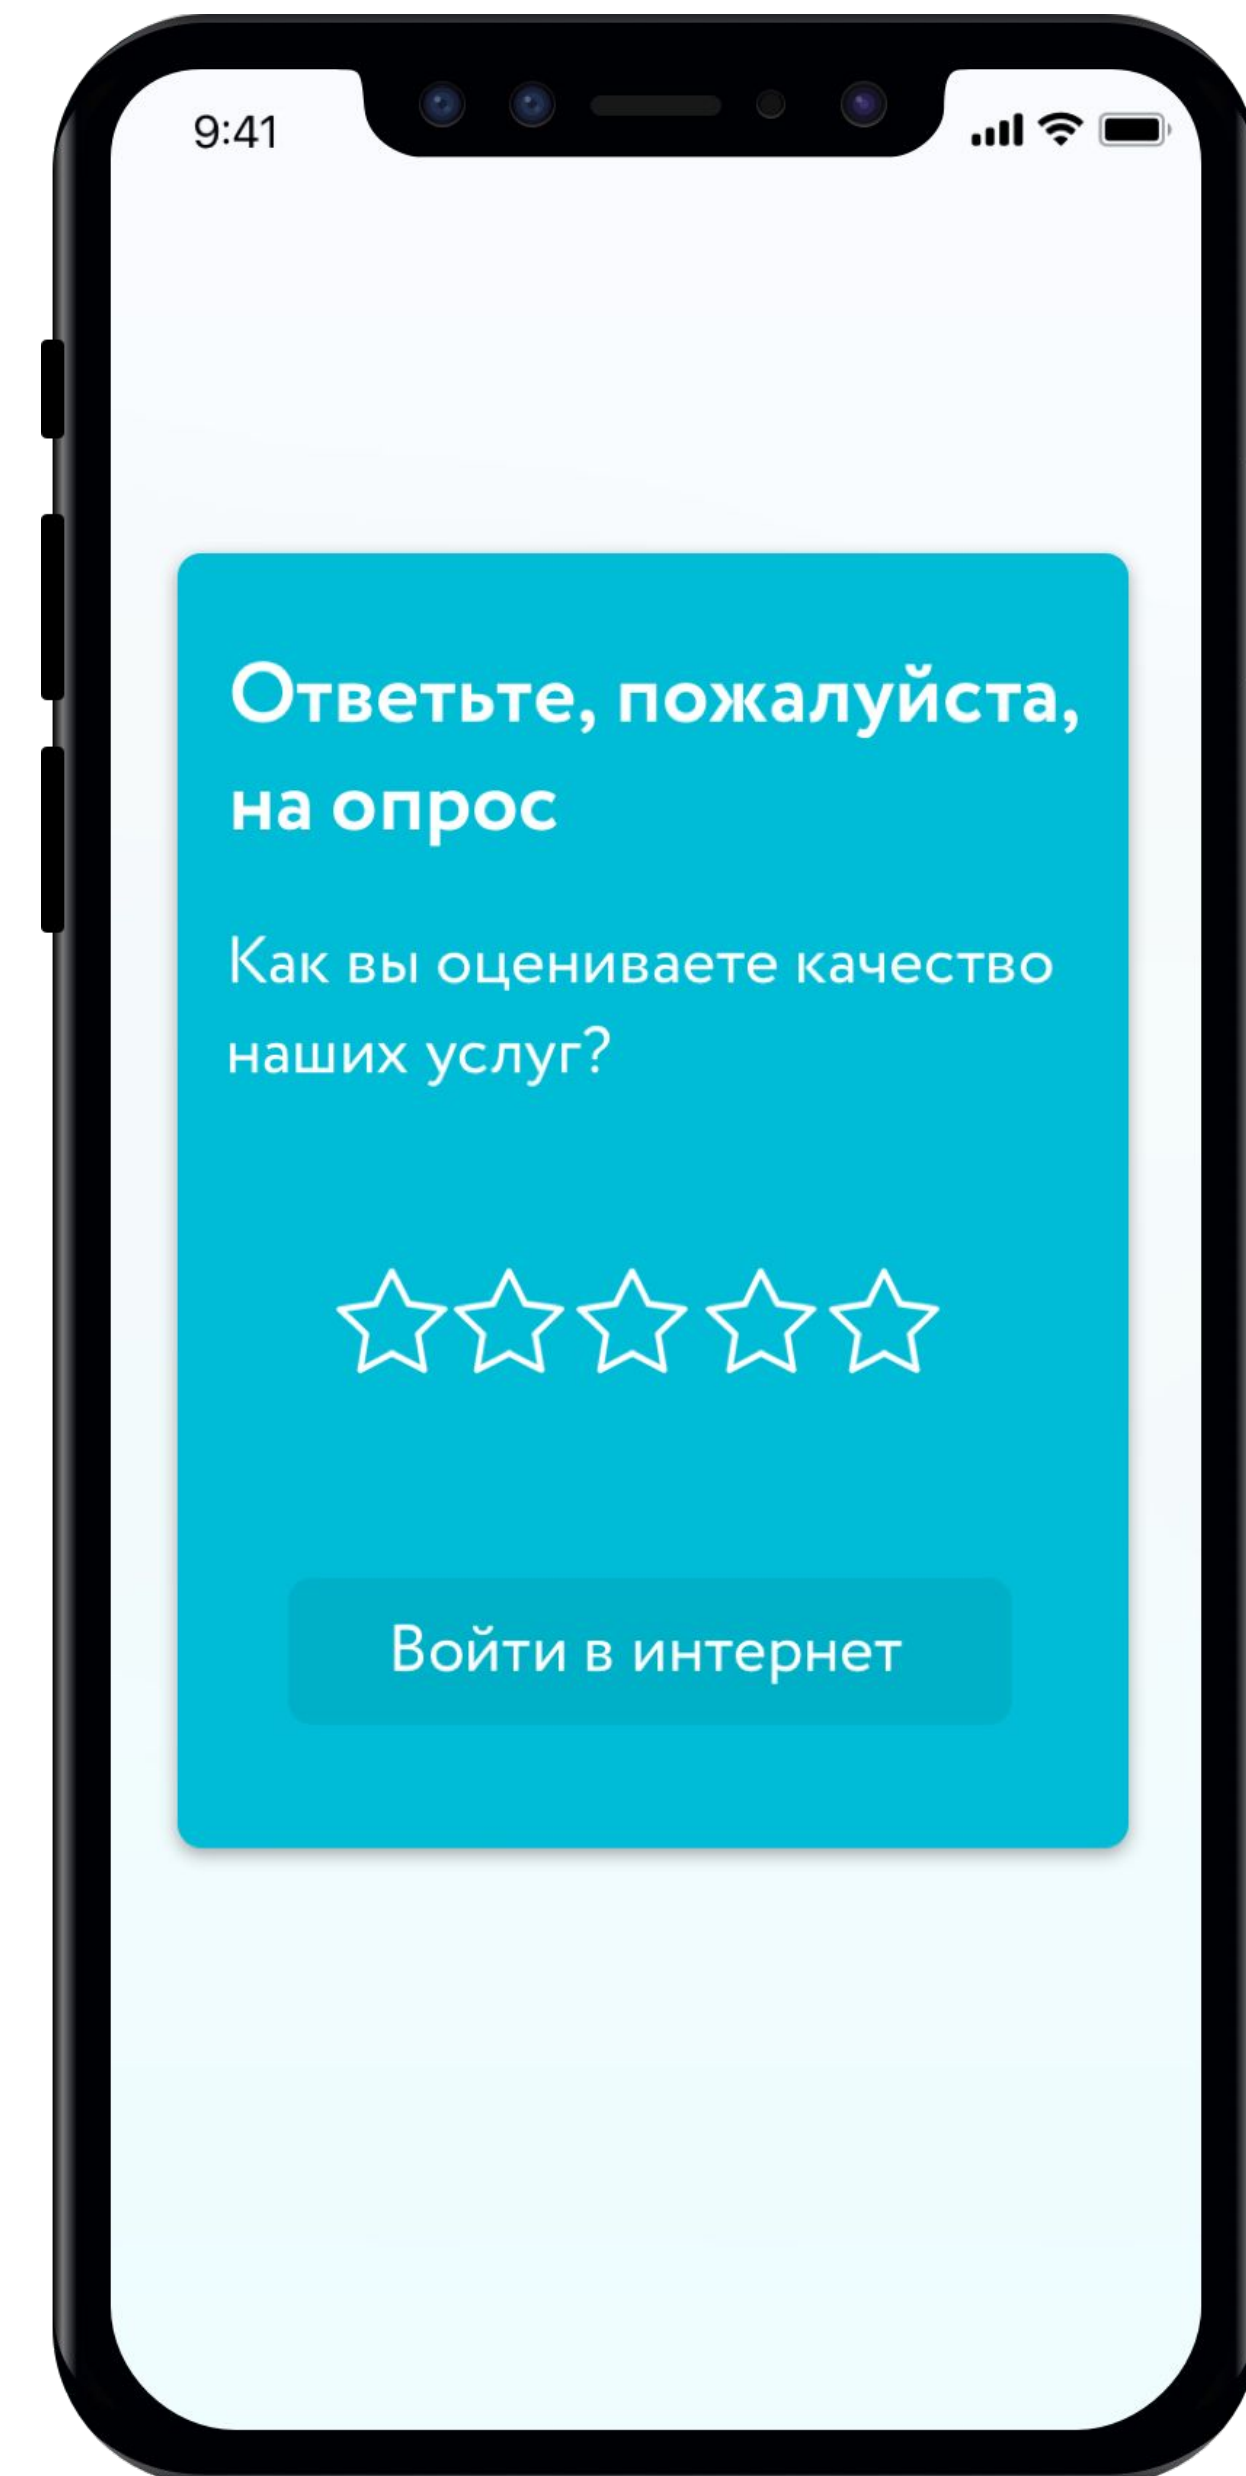 9:41
Ответьте, пожалуйста,
на опрос
Как вы оцениваете качество
наших услуг?
Войти в интернет